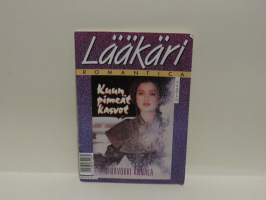 Lääkäri
ROMANTICA
Kuun
pimeät
kasvot